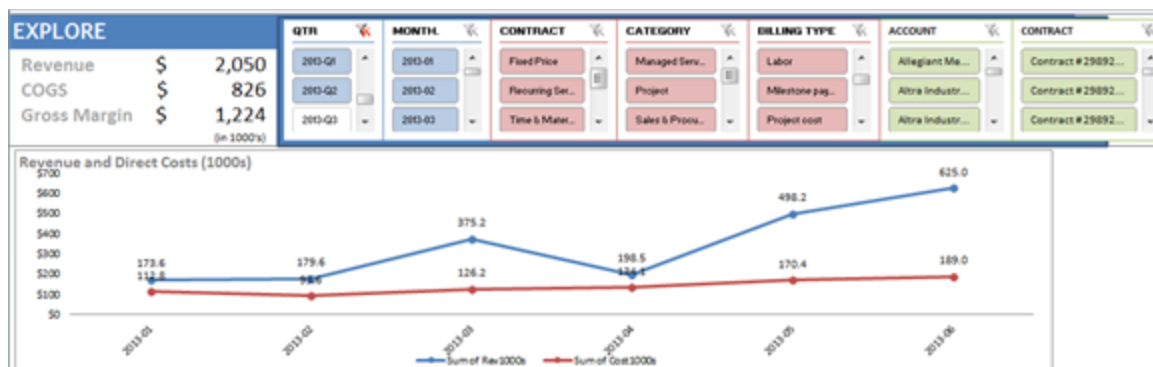 EXPLORE
Revenue $ 2,050
COGS $ 826
Gross Margin $ 1,224
(in 1000's)
QTR
2013-Q1
2013-Q2
2013-Q3
MONTH.
2013-01
2013-02
2013-03
CONTRACT
Fixed Price
Recurring Ser...
Time & Mater...
CATEGORY
Managed Serv...
Project
Sales & Procu...
BILLING TYPE
Labor
Milestone pay...
Project cost
ACCOUNT
Allegiant Me...
Altra Industr...
Altra Industr...
CONTRACT
Contract # 29892...
Contract # 29892...
Contract # 29892...
Revenue and Direct Costs (1000s)
$700
$600
$500
$400
$300
$200
$100
$0
173.6
179.6
375.2
198.5
498.2
625.0
112.8
126.2
170.4
189.0
2013-01
2013-02
2013-03
2013-04
2013-05
2013-06
Sum of Rev1000s
Sum of Cost1000s